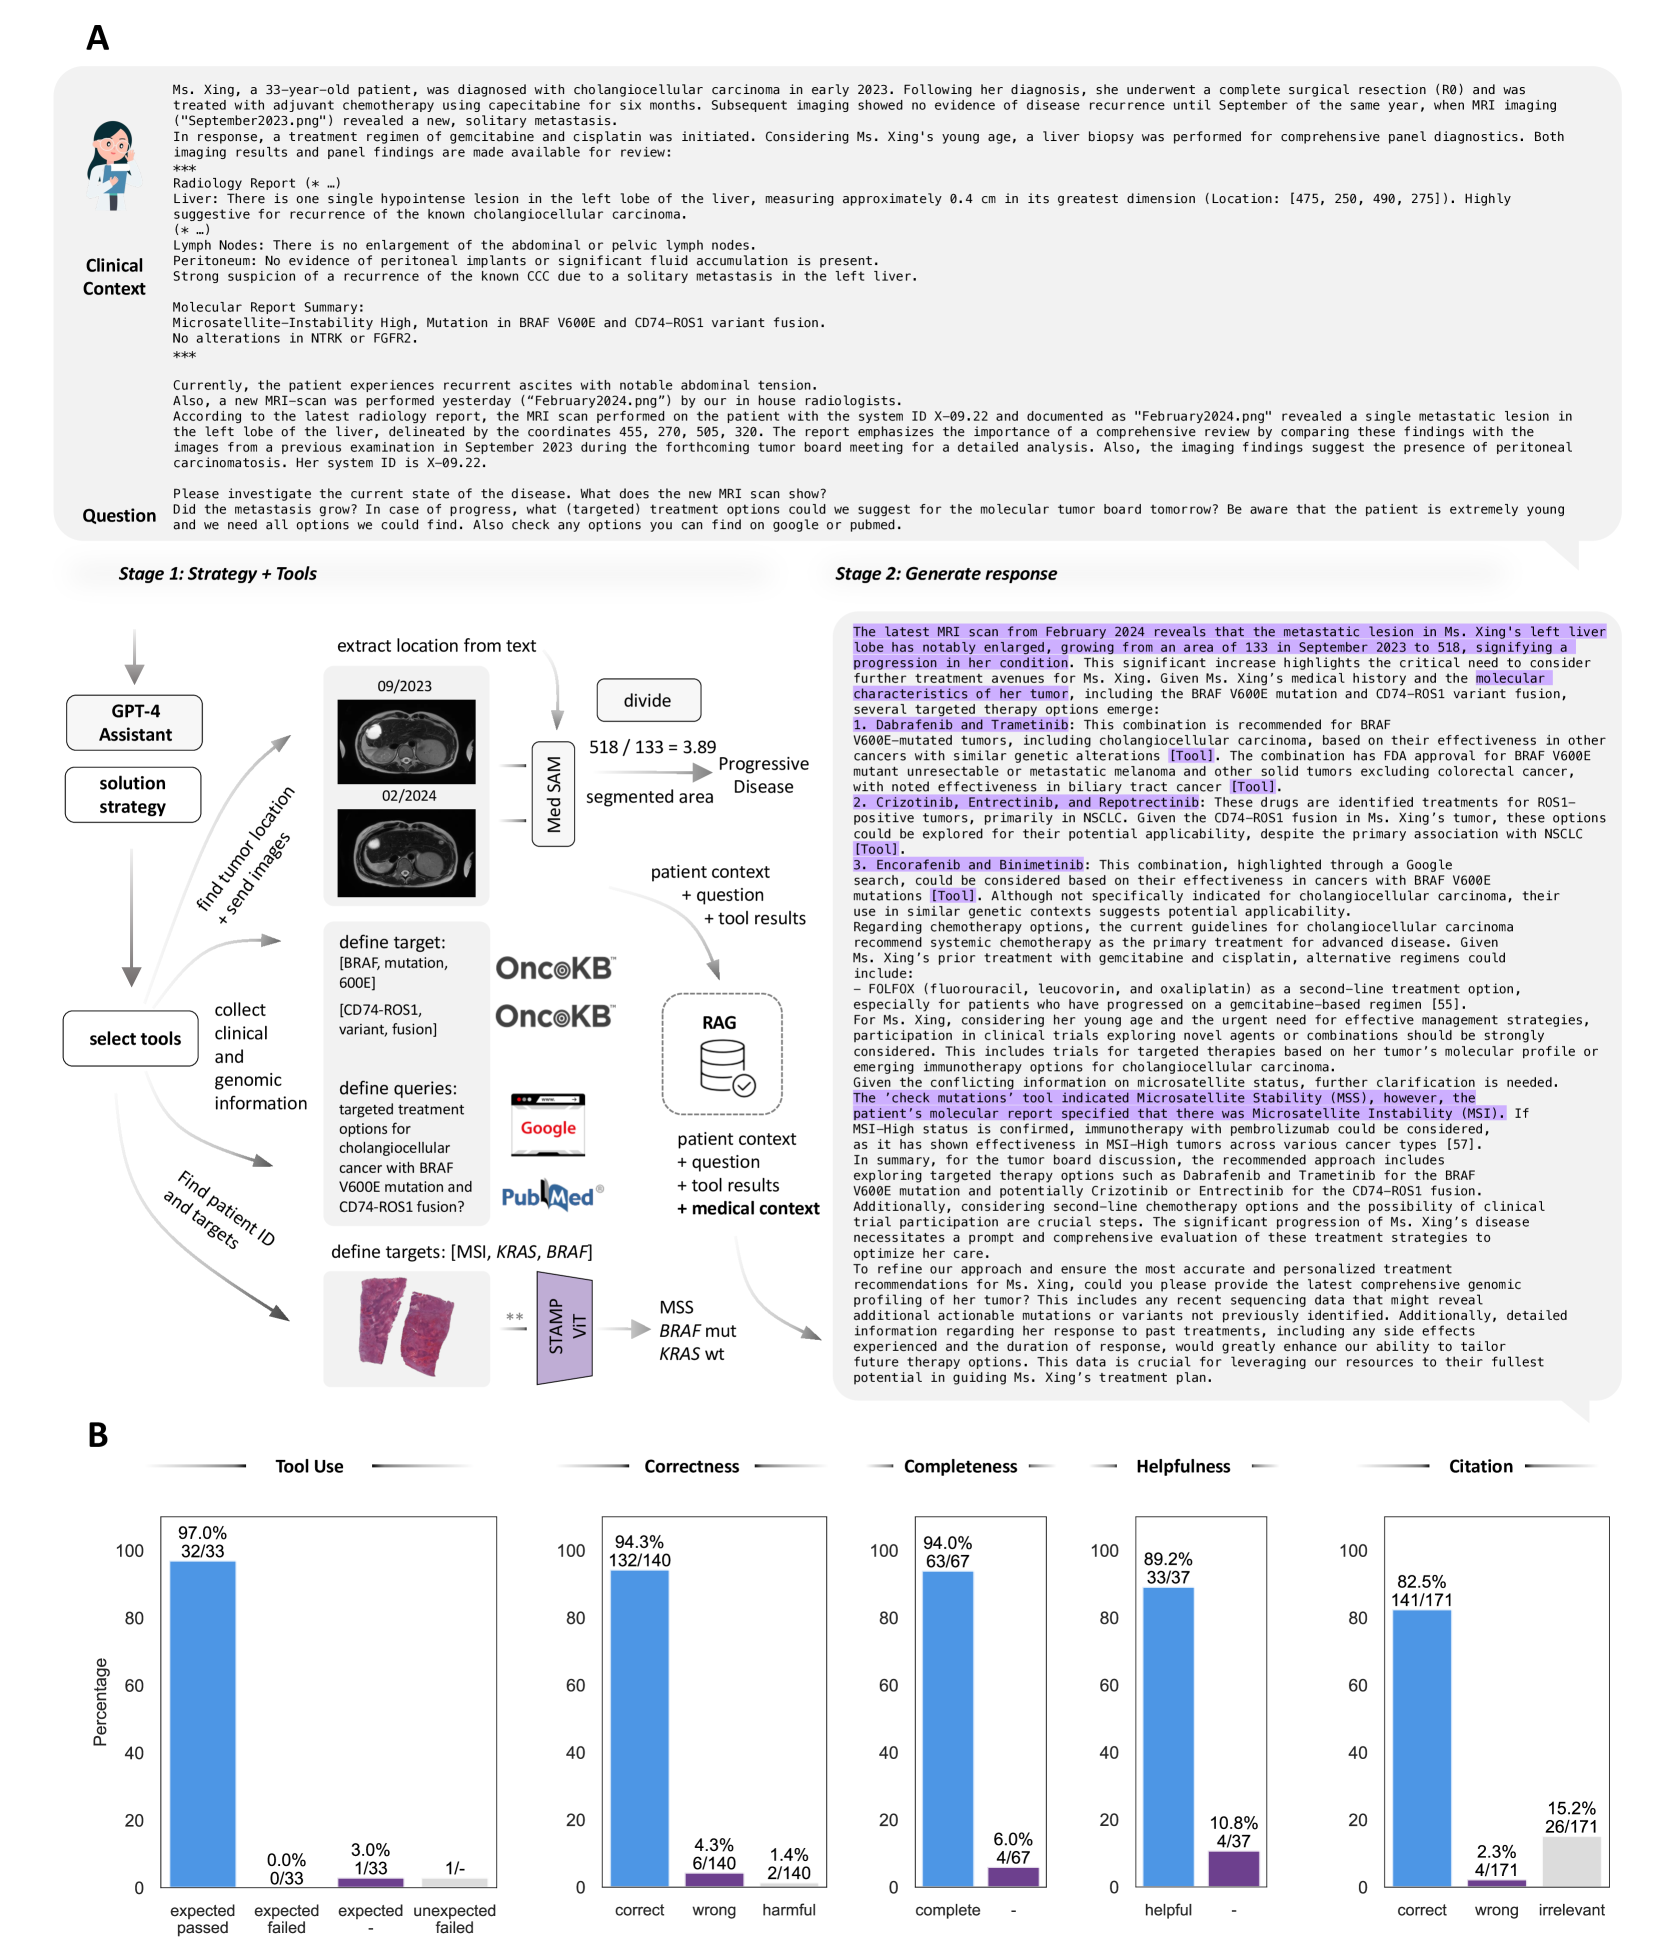 A
Ms. Xing, a 33-year-old patient, was diagnosed with cholangiocellular carcinoma in early 2023. Following her diagnosis, she underwent a complete surgical resection (R0) and was
treated with adjuvant chemotherapy using capecitabine for six months. Subsequent imaging showed no evidence of disease recurrence until September of the same year, when MRI imaging
("September2023.png") revealed a new, solitary metastasis.
In response, a treatment regimen of gemcitabine and cisplatin was initiated. Considering Ms. Xing's young age, a liver biopsy was performed for comprehensive panel diagnostics. Both
imaging results and panel findings are made available for review:
***
Radiology Report (* …)
Liver: There is one single hypointense lesion in the left lobe of the liver, measuring approximately 0.4 cm in its greatest dimension (Location: [475, 250, 490, 275]). Highly
suggestive for recurrence of the known cholangiocellular carcinoma.
(* …)
Lymph Nodes: There is no enlargement of the abdominal or pelvic lymph nodes.
Peritoneum: No evidence of peritoneal implants or significant fluid accumulation is present.
Strong suspicion of a recurrence of the known CCC due to a solitary metastasis in the left liver.
Clinical
Context
Molecular Report Summary:
Microsatellite-Instability High, Mutation in BRAF V600E and CD74-ROS1 variant fusion.
No alterations in NTRK or FGFR2.
***
Currently, the patient experiences recurrent ascites with notable abdominal tension.
Also, a new MRI-scan was performed yesterday (“February2024.png”) by our in house radiologists.
According to the latest radiology report, the MRI scan performed on the patient with the system ID X-09.22 and documented as "February2024.png" revealed a single metastatic lesion in
the left lobe of the liver, delineated by the coordinates 455, 270, 505, 320. The report emphasizes the importance of a comprehensive review by comparing these findings with the
images from a previous examination in September 2023 during the forthcoming tumor board meeting for a detailed analysis. Also, the imaging findings suggest the presence of peritoneal
carcinomatosis. Her system ID is X-09.22.
Question
Please investigate the current state of the disease. What does the new MRI scan show?
Did the metastasis grow? In case of progress, what (targeted) treatment options could we suggest for the molecular tumor board tomorrow? Be aware that the patient is extremely young
and we need all options we could find. Also check any options you can find on google or pubmed.
Stage 1: Strategy + Tools
GPT-4
Assistant
solution
strategy
select tools
find tumor location
+ send images
collect
clinical
and
genomic
information
Find patient ID
and targets
extract location from text
09/2023
02/2024
Med SAM
divide
518 / 133 = 3.89
segmented area
Progressive
Disease
define target:
[BRAF, mutation,
600E]
[CD74-ROS1,
variant, fusion]
OncoKB™
OncoKB™
define queries:
targeted treatment
options for
cholangiocellular
cancer with BRAF
V600E mutation and
CD74-ROS1 fusion?
www.
Google
PubMed®
patient context
+ question
+ tool results
RAG
patient context
+ question
+ tool results
+ medical context
define targets: [MSI, KRAS, BRAF]
**
STAMP
ViT
MSS
BRAF mut
KRAS wt
Stage 2: Generate response
The latest MRI scan from February 2024 reveals that the metastatic lesion in Ms. Xing's left liver
lobe has notably enlarged, growing from an area of 133 in September 2023 to 518, signifying a
progression in her condition. This significant increase highlights the critical need to consider
further treatment avenues for Ms. Xing. Given Ms. Xing’s medical history and the molecular
characteristics of her tumor, including the BRAF V600E mutation and CD74-ROS1 variant fusion,
several targeted therapy options emerge:
1. Dabrafenib and Trametinib: This combination is recommended for BRAF
V600E-mutated tumors, including cholangiocellular carcinoma, based on their effectiveness in other
cancers with similar genetic alterations [Tool]. The combination has FDA approval for BRAF V600E
mutant unresectable or metastatic melanoma and other solid tumors excluding colorectal cancer,
with noted effectiveness in biliary tract cancer [Tool].
2. Crizotinib, Entrectinib, and Repotrectinib: These drugs are identified treatments for ROS1-
positive tumors, primarily in NSCLC. Given the CD74-ROS1 fusion in Ms. Xing’s tumor, these options
could be explored for their potential applicability, despite the primary association with NSCLC
[Tool].
3. Encorafenib and Binimetinib: This combination, highlighted through a Google
search, could be considered based on their effectiveness in cancers with BRAF V600E
mutations [Tool]. Although not specifically indicated for cholangiocellular carcinoma, their
use in similar genetic contexts suggests potential applicability.
Regarding chemotherapy options, the current guidelines for cholangiocellular carcinoma
recommend systemic chemotherapy as the primary treatment for advanced disease. Given
Ms. Xing’s prior treatment with gemcitabine and cisplatin, alternative regimens could
include:
- FOLFOX (fluorouracil, leucovorin, and oxaliplatin) as a second-line treatment option,
especially for patients who have progressed on a gemcitabine-based regimen [55].
For Ms. Xing, considering her young age and the urgent need for effective management strategies,
participation in clinical trials exploring novel agents or combinations should be strongly
considered. This includes trials for targeted therapies based on her tumor’s molecular profile or
emerging immunotherapy options for cholangiocellular carcinoma.
Given the conflicting information on microsatellite status, further clarification is needed.
The ’check mutations’ tool indicated Microsatellite Stability (MSS), however, the
patient’s molecular report specified that there was Microsatellite Instability (MSI). If
MSI-High status is confirmed, immunotherapy with pembrolizumab could be considered,
as it has shown effectiveness in MSI-High tumors across various cancer types [57].
In summary, for the tumor board discussion, the recommended approach includes
exploring targeted therapy options such as Dabrafenib and Trametinib for the BRAF
V600E mutation and potentially Crizotinib or Entrectinib for the CD74-ROS1 fusion.
Additionally, considering second-line chemotherapy options and the possibility of clinical
trial participation are crucial steps. The significant progression of Ms. Xing’s disease
necessitates a prompt and comprehensive evaluation of these treatment strategies to
optimize her care.
To refine our approach and ensure the most accurate and personalized treatment
recommendations for Ms. Xing, could you please provide the latest comprehensive genomic
profiling of her tumor? This includes any recent sequencing data that might reveal
additional actionable mutations or variants not previously identified. Additionally, detailed
information regarding her response to past treatments, including any side effects
experienced and the duration of response, would greatly enhance our ability to tailor
future therapy options. This data is crucial for leveraging our resources to their fullest
potential in guiding Ms. Xing’s treatment plan.
B
Tool Use
Percentage
100
80
60
40
20
0
97.0%
32/33
0.0%
0/33
3.0%
1/33
1/-
expected
passed
expected
failed
expected
-
unexpected
failed
Correctness
100
80
60
40
20
0
94.3%
132/140
4.3%
6/140
1.4%
2/140
correct
wrong
harmful
Completeness
100
80
60
40
20
0
94.0%
63/67
6.0%
4/67
complete
-
Helpfulness
100
80
60
40
20
0
89.2%
33/37
10.8%
4/37
helpful
-
Citation
100
80
60
40
20
0
82.5%
141/171
2.3%
4/171
15.2%
26/171
correct
wrong
irrelevant